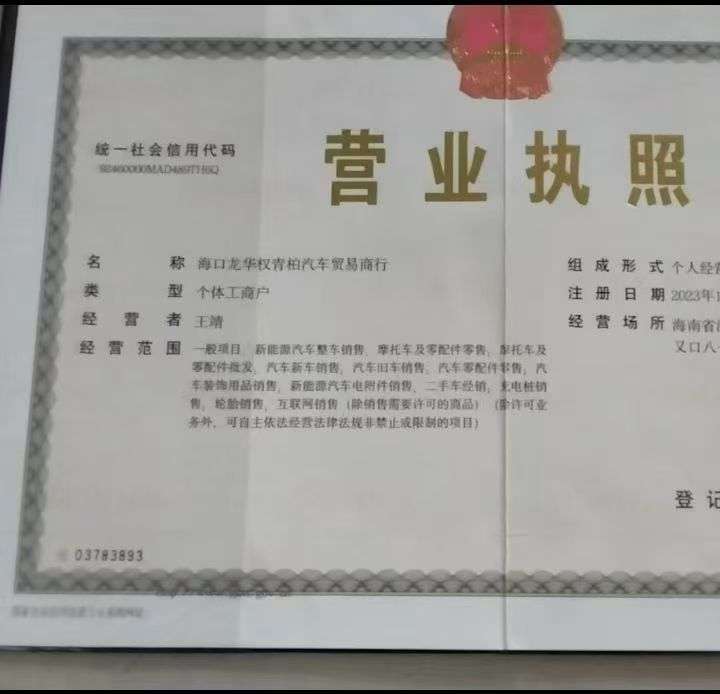 统一社会信用代码
营业执照
名 称 海口龙华权青柏汽车贸易商行
类 型 个体工商户
经 营 者 王靖
经 营 范 围 一般项目：新能源汽车整车销售，摩托车及零配件零售，摩托车及
零配件批发，汽车新车销售，汽车旧车销售，汽车零配件零售，汽
车装饰用品销售，新能源汽车电附件销售，二手车经销，充电桩销
售，轮胎销售，互联网销售（除销售需要许可的商品）（除许可业
务外，可自主依法经营法律法规非禁止或限制的项目）
组 成 形 式 个人经营
注 册 日 期 2023年1
经 营 场 所 海南省
又口八
登 记
03783893